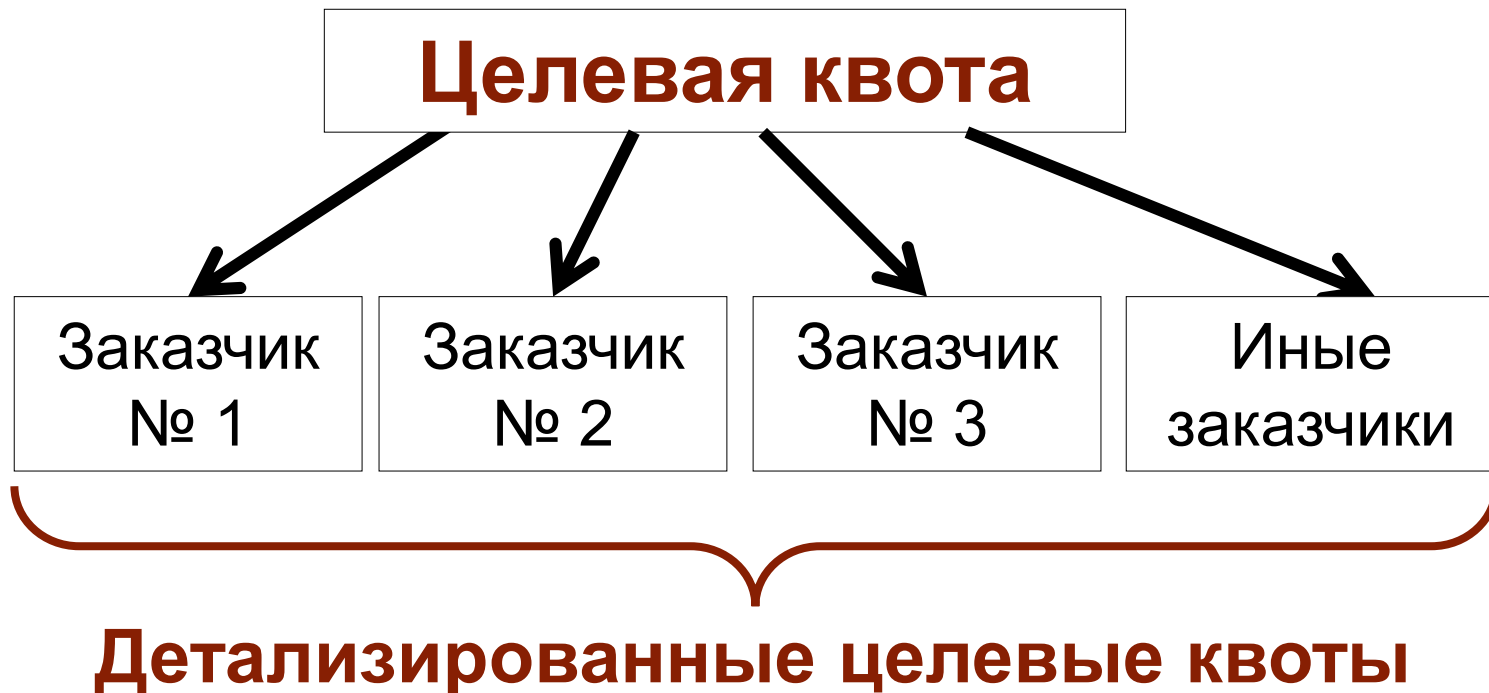 Целевая квота
Заказчик
№ 1
Заказчик
№ 2
Заказчик
№ 3
Иные
заказчики
Детализированные целевые квоты